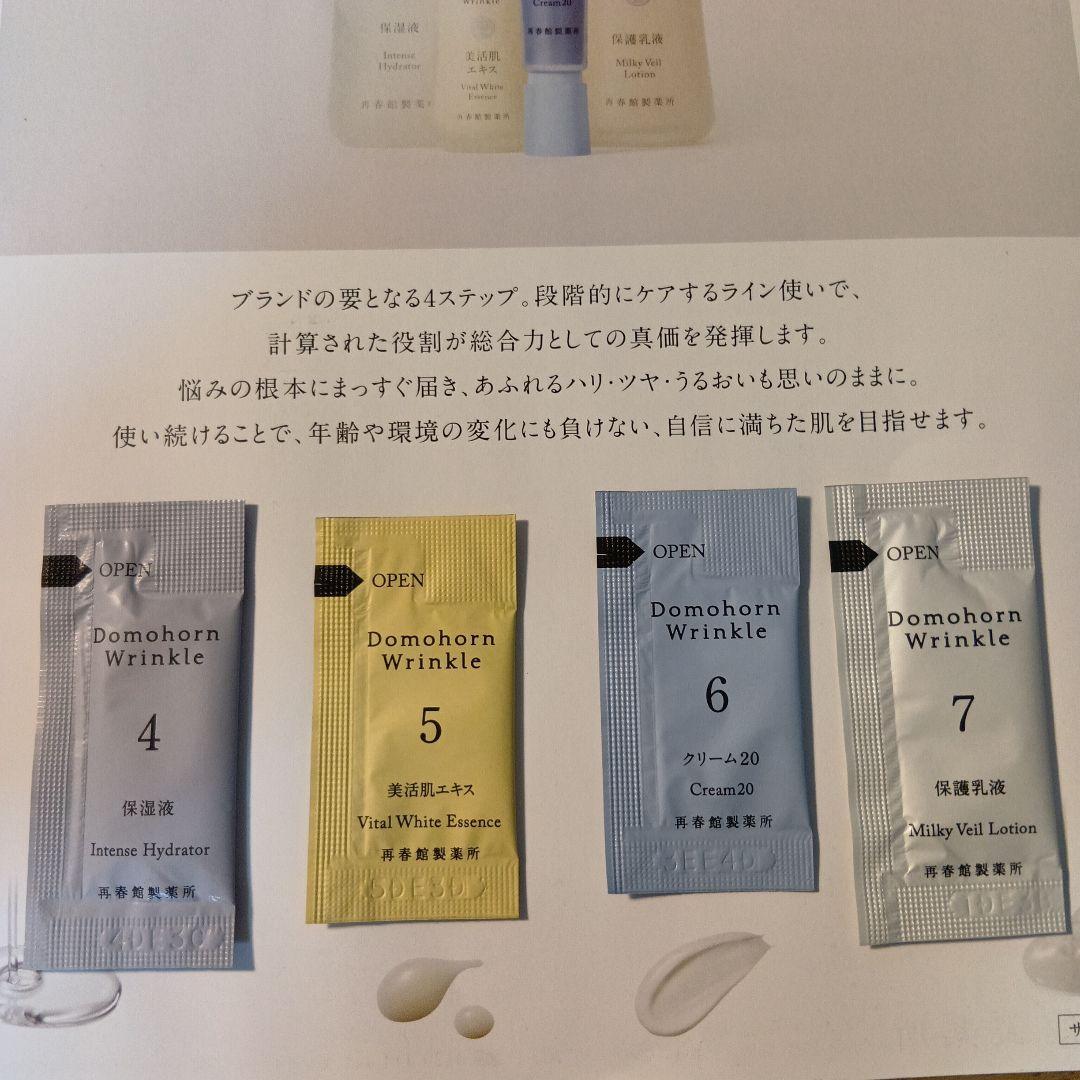 Cream20
再春館製薬所
保湿液
Intense
Hydrator
再春館製薬
Wrinkle
美活肌
エキス
Vital White
Essence
再春館製薬所
保護乳液
Milky Veil
Lotion
再春館製薬所
ブランドの要となる4ステップ。段階的にケアするライン使いで、
計算された役割が総合力としての真価を発揮します。
悩みの根本にまっすぐ届き、あふれるハリ・ツヤ・うるおいも思いのままに。
使い続けることで、年齢や環境の変化にも負けない、自信に満ちた肌を目指せます。
OPEN
Domohorn
Wrinkle
4
保湿液
Intense Hydrator
再春館製薬所
OPEN
Domohorn
Wrinkle
5
美活肌エキス
Vital White Essence
再春館製薬所
OPEN
Domohorn
Wrinkle
6
クリーム20
Cream20
再春館製薬所
OPEN
Domohorn
Wrinkle
7
保護乳液
Milky Veil Lotion
再春館製薬所
サ